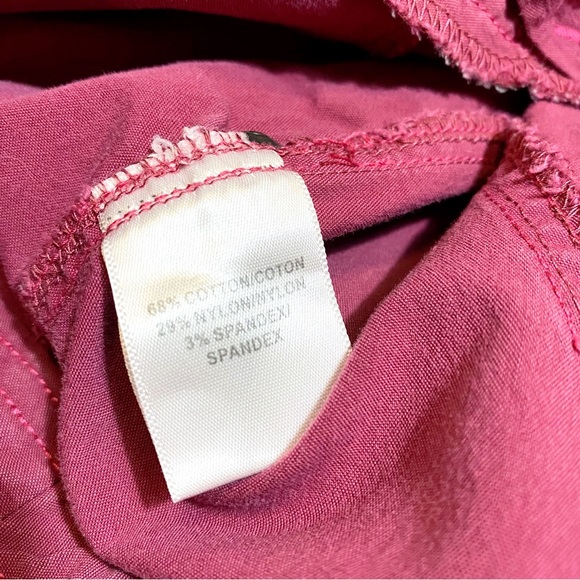 68% COTTON/COTON
29% NYLON/NYLON
3% SPANDEX/
SPANDEX